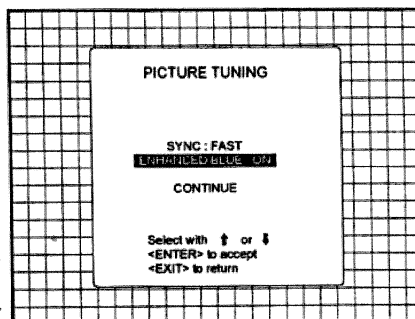 PICTURE TUNING
SYNC : FAST
ENHANCED BLUE : ON
CONTINUE
Select with ↑ or ↓
<ENTER> to accept
<EXIT> to return